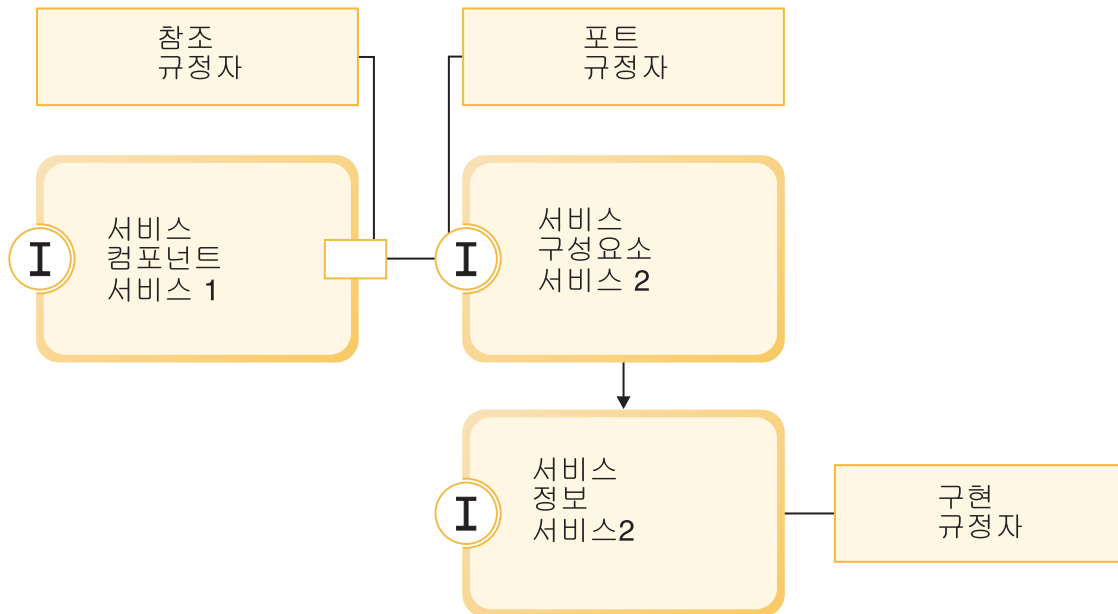 참조
규정자
포트
규정자
I
서비스
컴포넌트
서비스 1
I
서비스
구성요소
서비스 2
I
서비스
정보
서비스2
구현
규정자